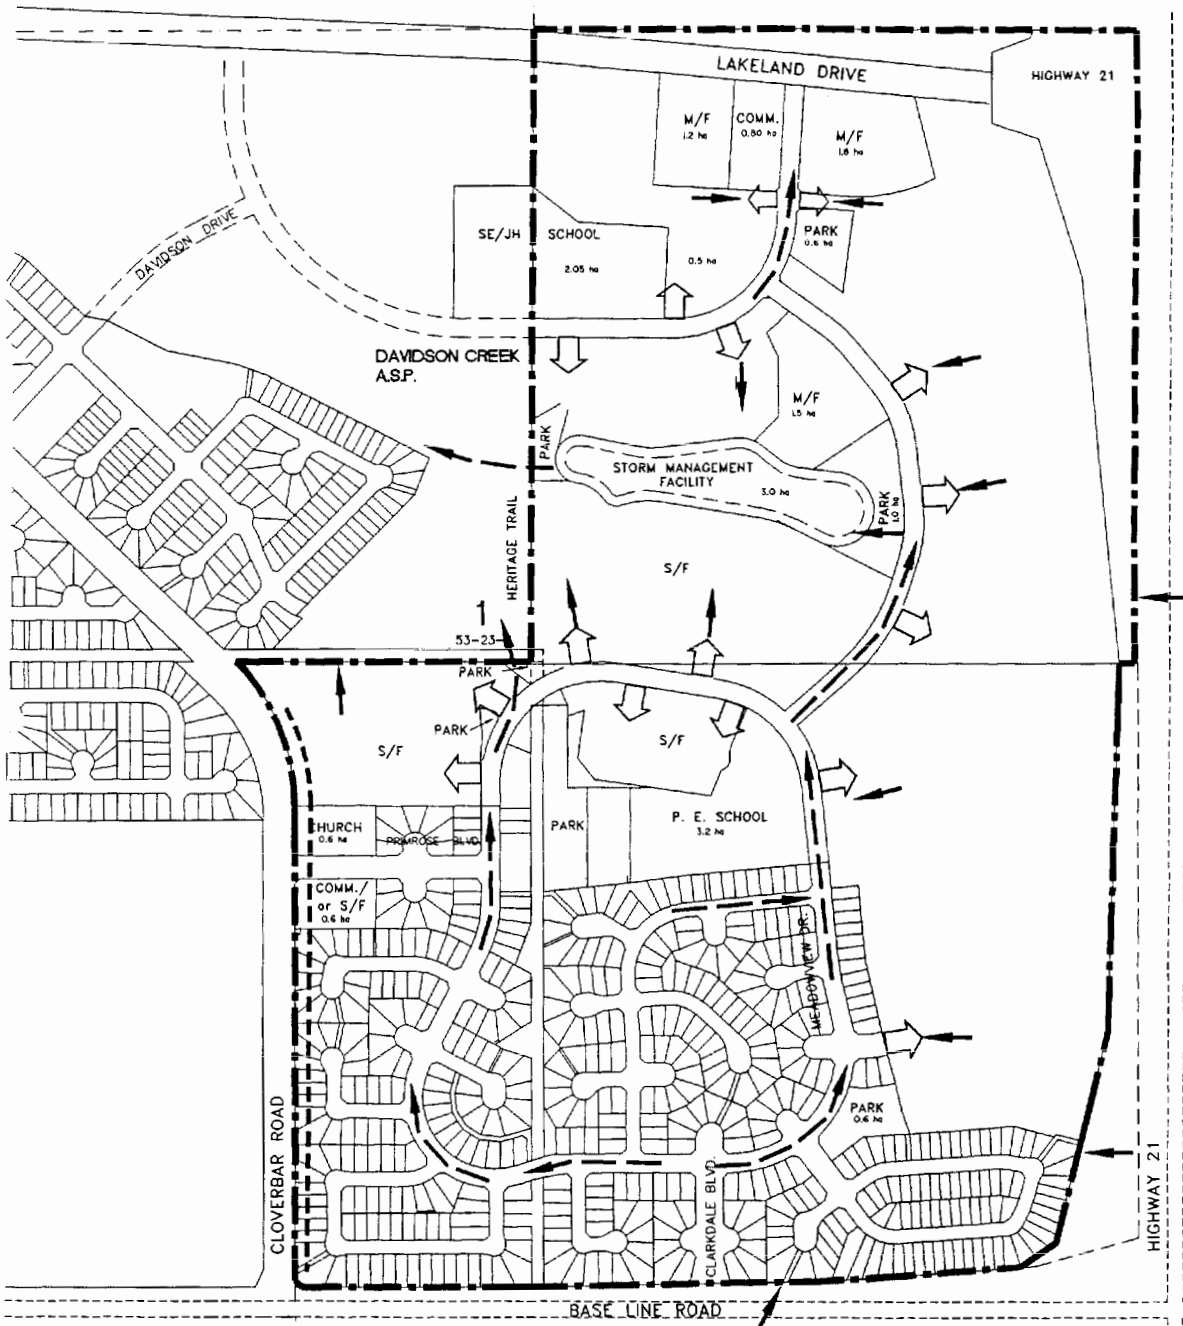 LAKELAND DRIVE
HIGHWAY 21
M/F
1.2 ha
COMM.
0.80 ha
M/F
1.8 ha
DAVIDSON DRIVE
SE/JH SCHOOL
2.05 ha
0.5 ha
PARK
0.6 ha
DAVIDSON CREEK
A.S.P.
M/F
1.5 ha
PARK
STORM MANAGEMENT
FACILITY
3.0 ha
PARK
1.0 ha
HERITAGE TRAIL
S/F
1
53-23-
PARK
PARK
S/F
S/F
CHURCH
0.6 ha
PRIMROSE BLVD.
PARK
P. E. SCHOOL
3.2 ha
COMM./
or S/F
0.6 ha
MEADOWVIEW DR.
PARK
0.6 ha
CLOVERBAR ROAD
CLARKDALE BLVD.
HIGHWAY 21
BASE LINE ROAD